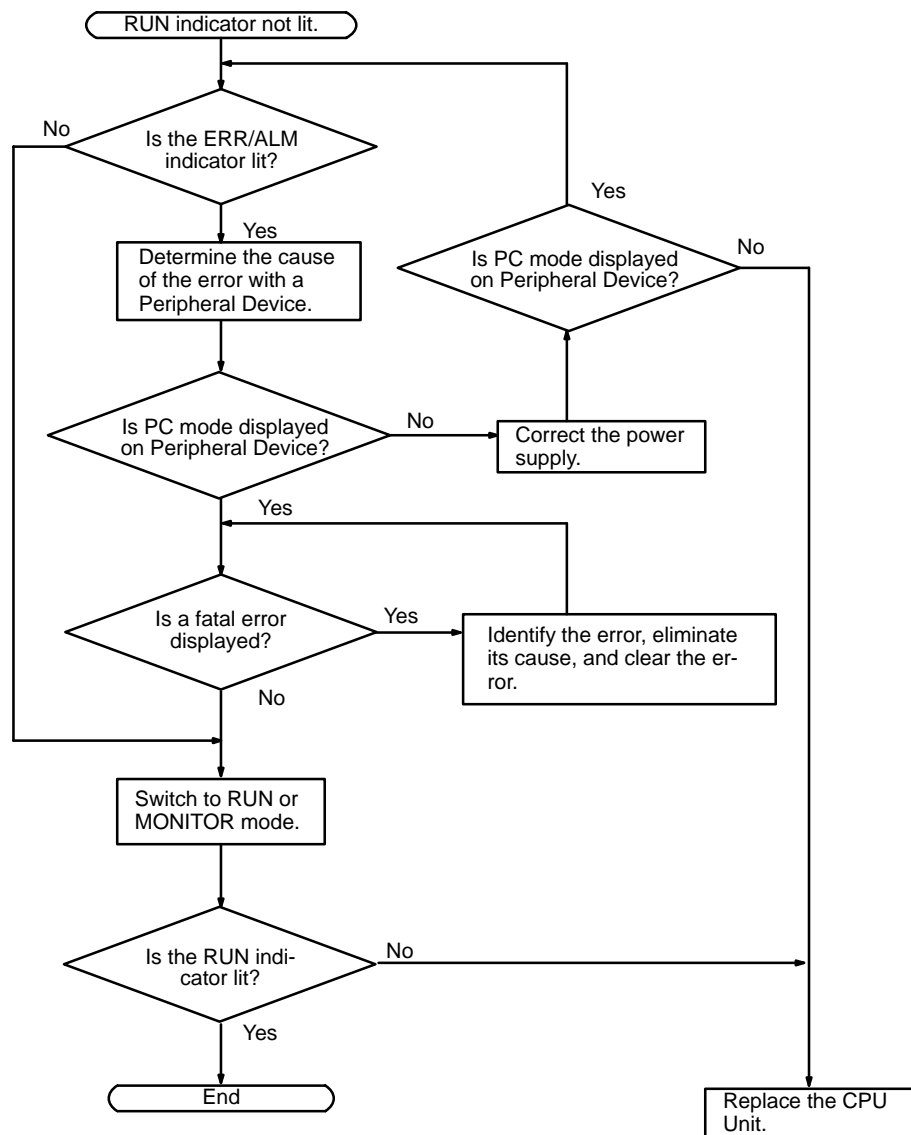 RUN indicator not lit.
No
Is the ERR/ALM
indicator lit?
Yes
Determine the cause
of the error with a
Peripheral Device.
Yes
No
Is PC mode displayed
on Peripheral Device?
Is PC mode displayed
on Peripheral Device?
No
Correct the power
supply.
Yes
Is a fatal error
displayed?
Yes
Identify the error, eliminate
its cause, and clear the er-
ror.
No
Switch to RUN or
MONITOR mode.
Is the RUN indi-
cator lit?
No
Yes
End
Replace the CPU
Unit.